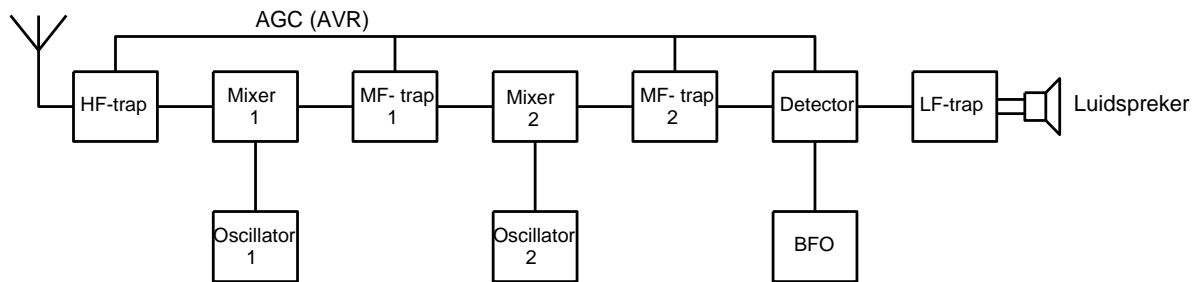 AGC (AVR)
HF-trap
Mixer
1
MF- trap
1
Mixer
2
MF- trap
2
Detector
LF-trap
Luidspreker
Oscillator
1
Oscillator
2
BFO